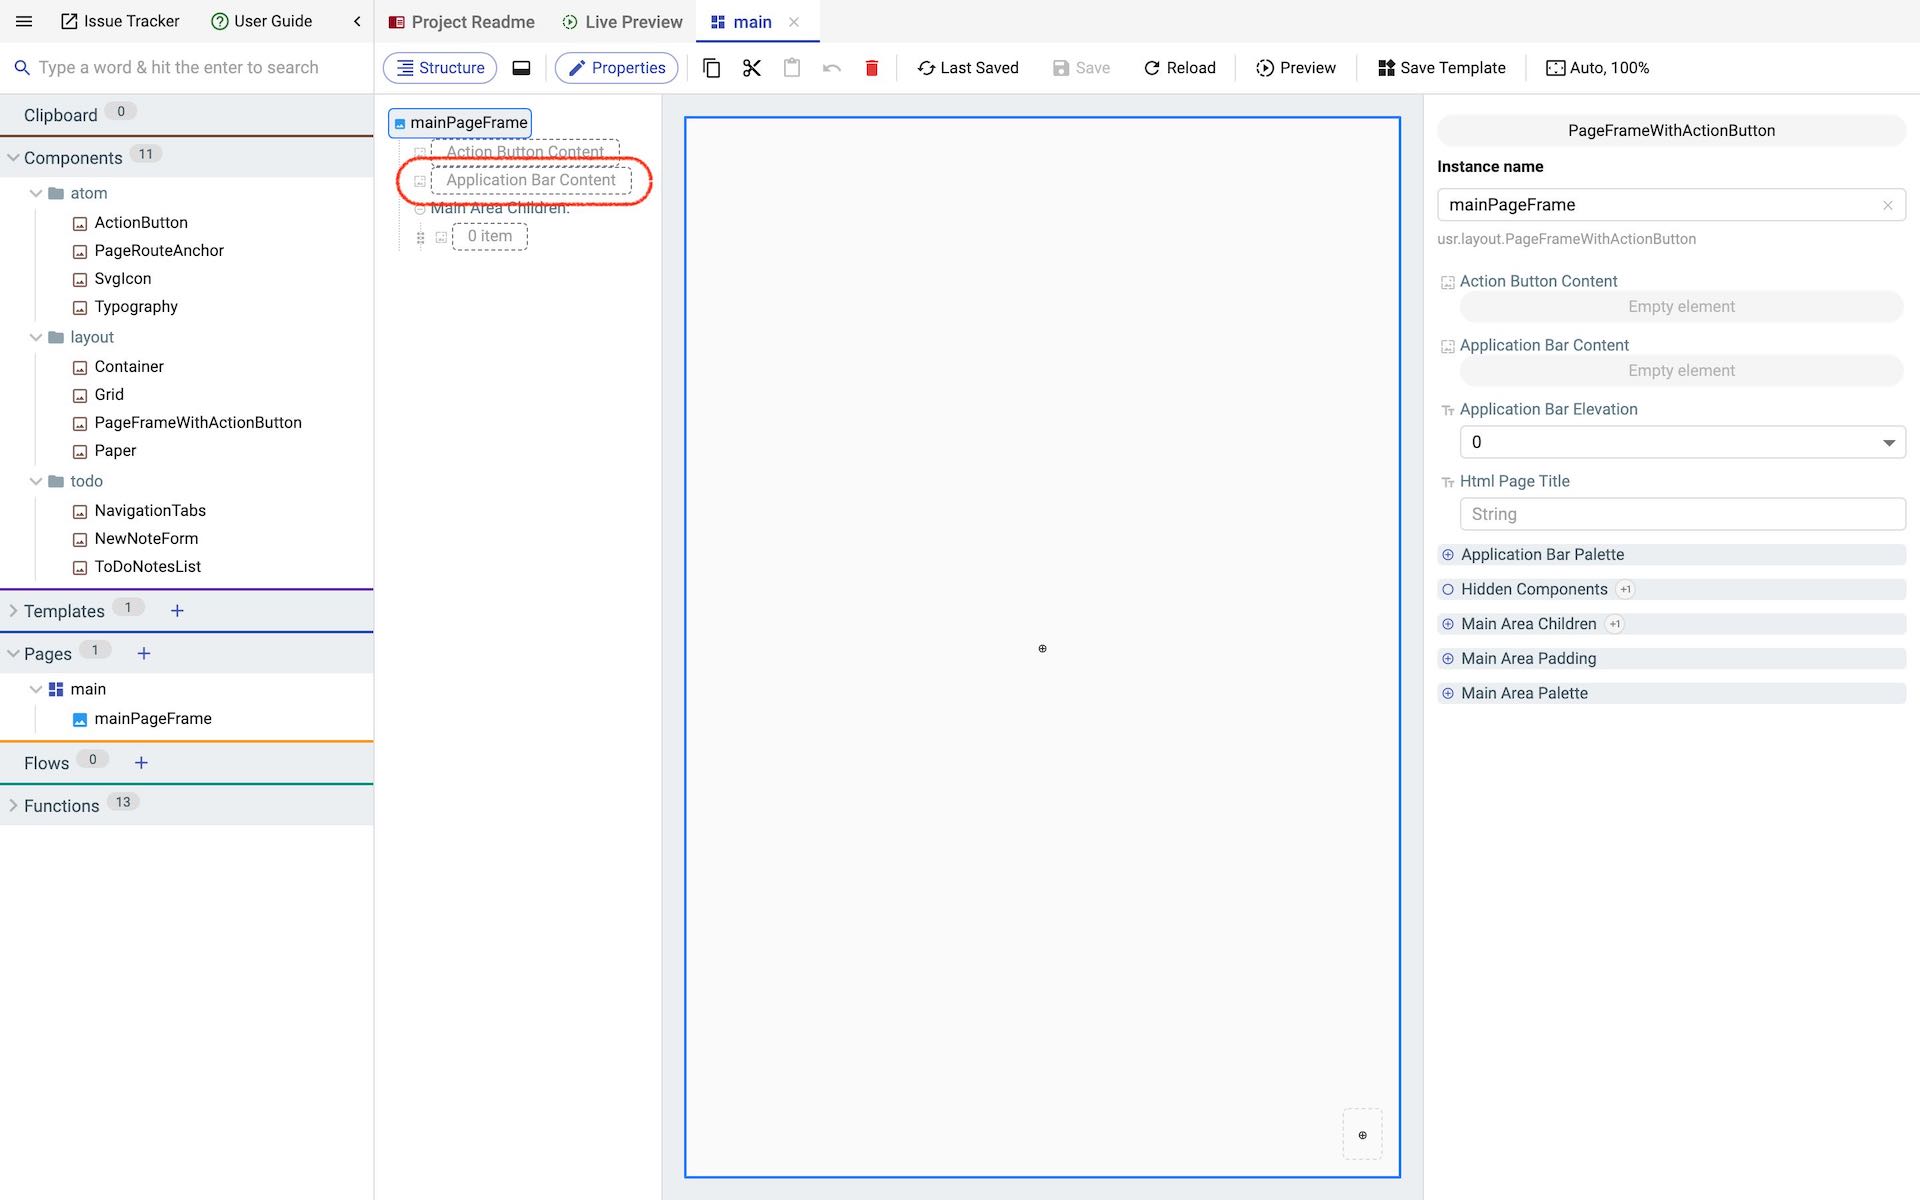 Issue Tracker
User Guide
Project Readme
Live Preview
main
Type a word & hit the enter to search
Structure
Properties
Last Saved
Save
Reload
Preview
Save Template
Auto, 100%
Clipboard 0
Components 11
atom
ActionButton
PageRouteAnchor
SvgIcon
Typography
layout
Container
Grid
PageFrameWithActionButton
Paper
todo
NavigationTabs
NewNoteForm
ToDoNotesList
Templates 1 +
Pages 1 +
main
mainPageFrame
Flows 0 +
Functions 13
mainPageFrame
Action Button Content
Application Bar Content
Main Area Children:
0 item
PageFrameWithActionButton
Instance name
mainPageFrame
usr.layout.PageFrameWithActionButton
Action Button Content
Empty element
Application Bar Content
Empty element
Tт Application Bar Elevation
0
Tт Html Page Title
String
Application Bar Palette
Hidden Components +1
Main Area Children +1
Main Area Padding
Main Area Palette